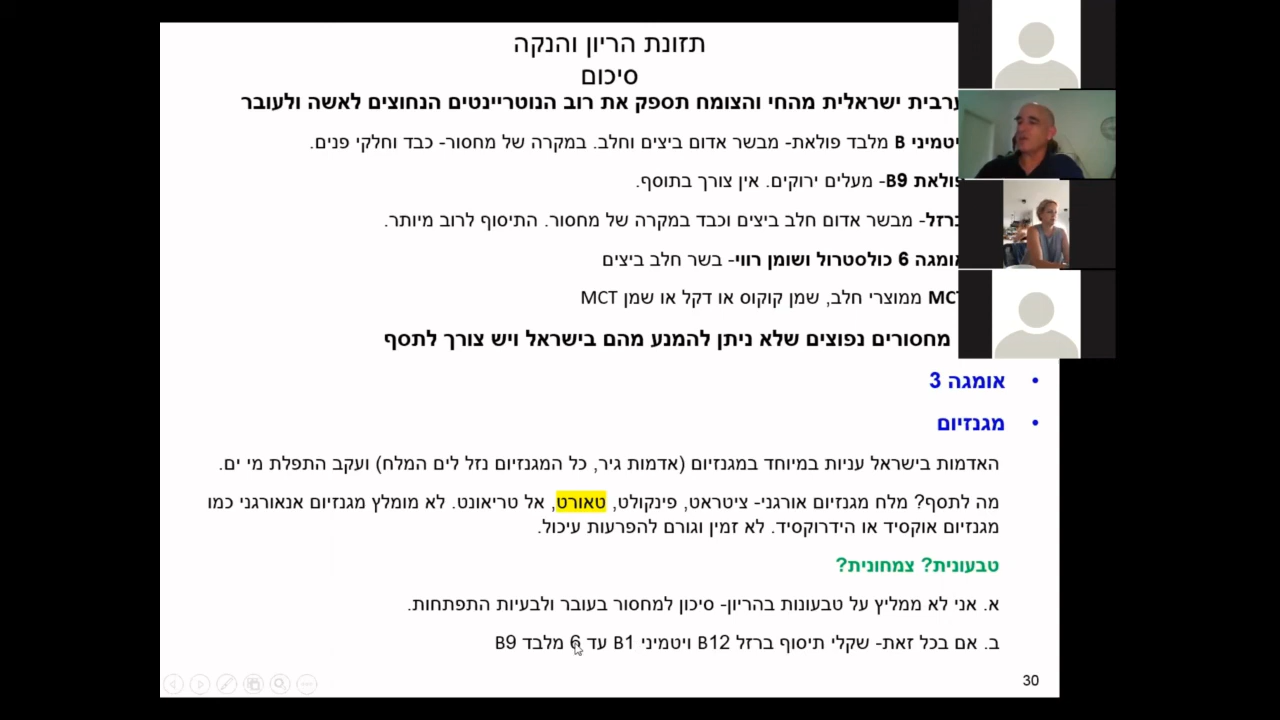 תזונת הריון והנקה
סיכום
ערבית ישראלית מהחי והצומח תספק את רוב הנוטריינטים הנחוצים לאשה ולעובר
יטמיני B מלבד פולאת- מבשר אדום ביצים וחלב. במקרה של מחסור- כבד וחלקי פנים.
פולאת B9- מעלים ירוקים. אין צורך בתוסף.
ברזל- מבשר אדום חלב ביצים וכבד במקרה של מחסור. התיסוף לרוב מיותר.
אומגה 6 כולסטרול ושומן רווי- בשר חלב ביצים
MCT ממוצרי חלב, שמן קוקוס או דקל או שמן MCT
מחסורים נפוצים שלא ניתן להמנע מהם בישראל ויש צורך לתסף
• אומגה 3
• מגנזיום
האדמות בישראל עניות במיוחד במגנזיום (אדמות גיר, כל המגנזיום נזל לים המלח) ועקב התפלת מי ים.
מה לתסף? מלח מגנזיום אורגני- ציטראט, פינקולט, טאורט, אל טריאונט. לא מומלץ מגנזיום אנאורגני כמו
מגנזיום אוקסיד או הידרוקסיד. לא זמין וגורם להפרעות עיכול.
טבעונית? צמחונית?
א. אני לא ממליץ על טבעונות בהריון- סיכון למחסור בעובר ולבעיות התפתחות.
ב. אם בכל זאת- שקלי תיסוף ברזל B12 ויטמיני B1 עד 6 מלבד B9
30